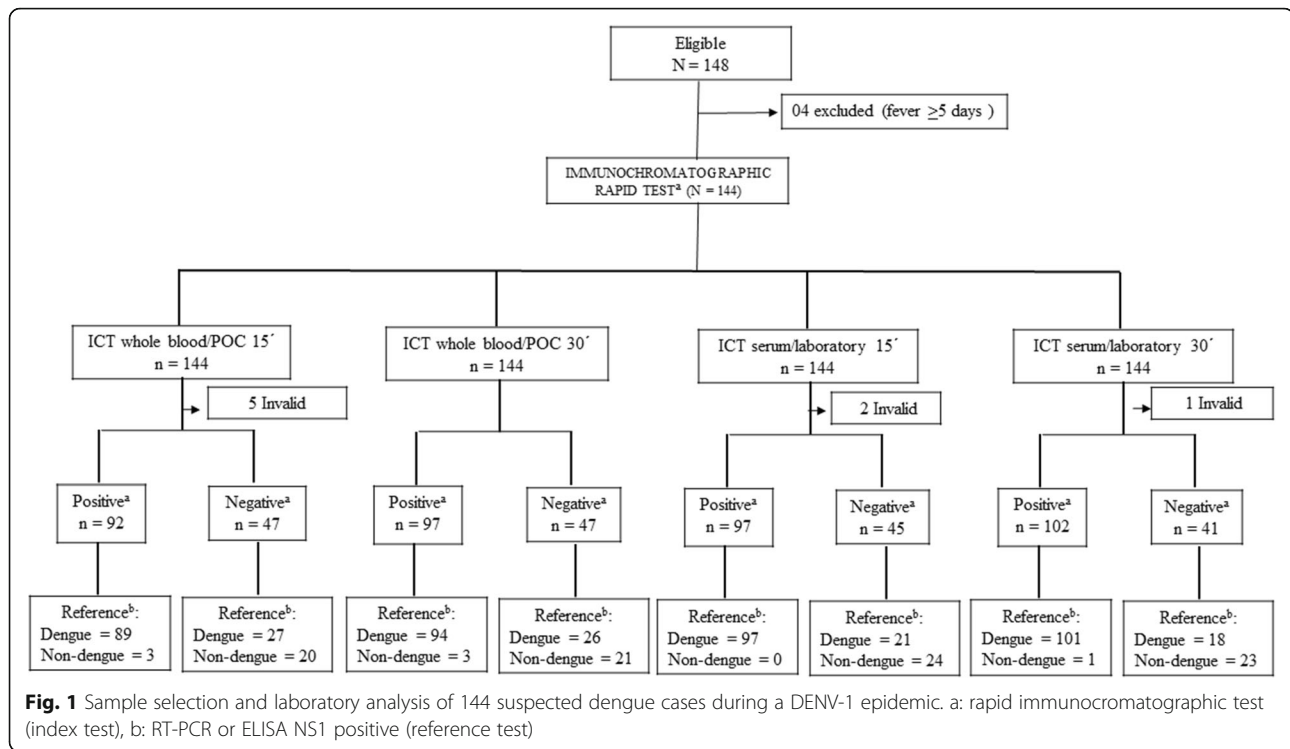 Eligible
N = 148
04 excluded (fever ≥5 days )
IMMUNOCHROMATOGRAPHIC
RAPID TESTᵃ (N = 144)
ICT whole blood/POC 15´
n = 144
ICT whole blood/POC 30´
n = 144
ICT serum/laboratory 15´
n = 144
ICT serum/laboratory 30´
n = 144
5 Invalid
2 Invalid
1 Invalid
Positiveᵃ
n = 92
Negativeᵃ
n = 47
Positiveᵃ
n = 97
Negativeᵃ
n = 47
Positiveᵃ
n = 97
Negativeᵃ
n = 45
Positiveᵃ
n = 102
Negativeᵃ
n = 41
Referenceᵇ:
Dengue = 89
Non-dengue = 3
Referenceᵇ:
Dengue = 27
Non-dengue = 20
Referenceᵇ:
Dengue = 94
Non-dengue = 3
Referenceᵇ:
Dengue = 26
Non-dengue = 21
Referenceᵇ:
Dengue = 97
Non-dengue = 0
Referenceᵇ:
Dengue = 21
Non-dengue = 24
Referenceᵇ:
Dengue = 101
Non-dengue = 1
Referenceᵇ:
Dengue = 18
Non-dengue = 23
Fig. 1 Sample selection and laboratory analysis of 144 suspected dengue cases during a DENV-1 epidemic. a: rapid immunocromatographic test
(index test), b: RT-PCR or ELISA NS1 positive (reference test)